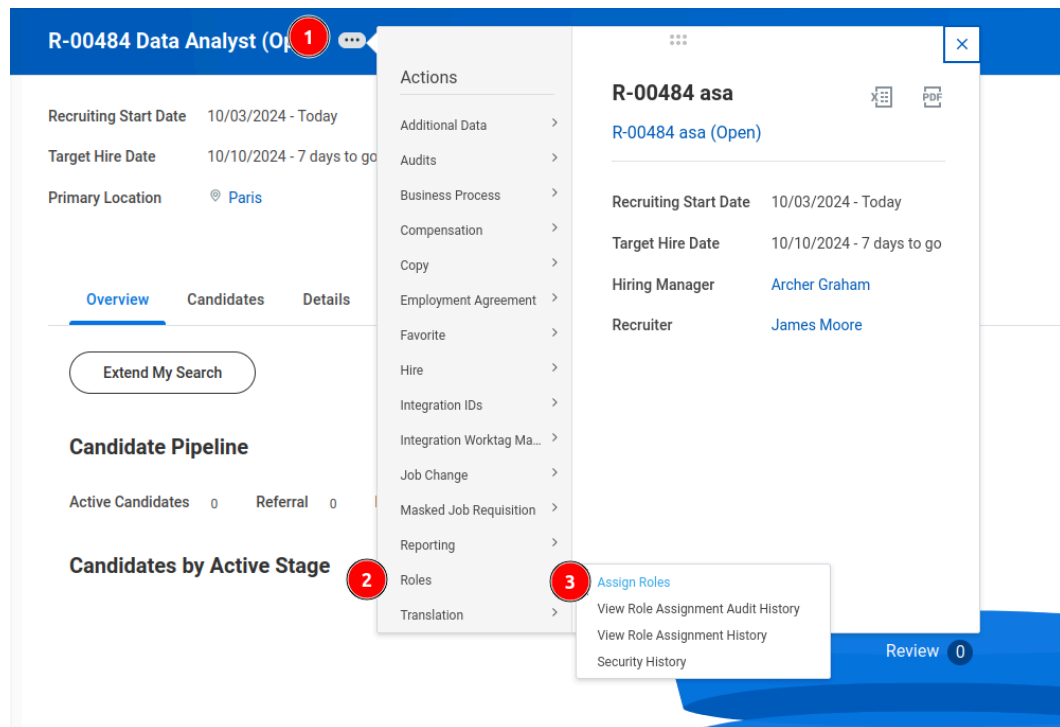 R-00484 Data Analyst (Op
1
Recruiting Start Date 10/03/2024 - Today
Target Hire Date 10/10/2024 - 7 days to go
Primary Location Paris
Overview Candidates Details
Extend My Search
Candidate Pipeline
Active Candidates 0 Referral 0
Candidates by Active Stage
Actions
Additional Data
Audits
Business Process
Compensation
Copy
Employment Agreement
Favorite
Hire
Integration IDs
Integration Worktag Ma...
Job Change
Masked Job Requisition
Reporting
2 Roles
Translation
R-00484 asa
PDF
R-00484 asa (Open)
Recruiting Start Date 10/03/2024 - Today
Target Hire Date 10/10/2024 - 7 days to go
Hiring Manager Archer Graham
Recruiter James Moore
3 Assign Roles
View Role Assignment Audit History
View Role Assignment History
Security History
Review 0